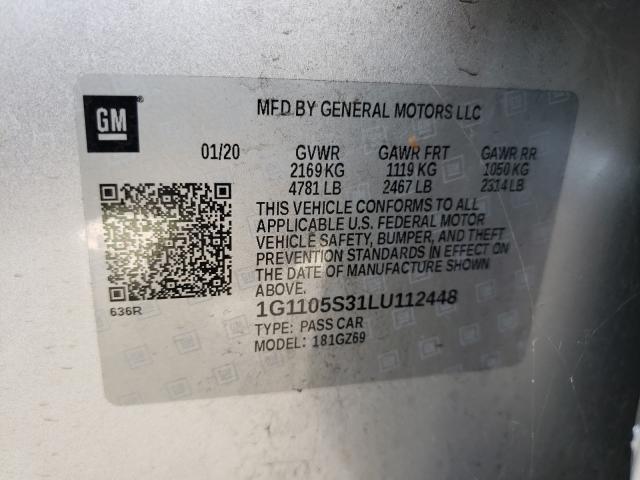 GM®
MFD BY GENERAL MOTORS LLC
01/20 GVWR GAWR FRT GAWR RR
2169 KG 1119 KG 1050 KG
4781 LB 2467 LB 2314 LB
THIS VEHICLE CONFORMS TO ALL
APPLICABLE U.S. FEDERAL MOTOR
VEHICLE SAFETY, BUMPER, AND THEFT
PREVENTION STANDARDS IN EFFECT ON
THE DATE OF MANUFACTURE SHOWN
ABOVE.
1G1105S31LU112448
TYPE: PASS CAR
MODEL: 181GZ69
636R